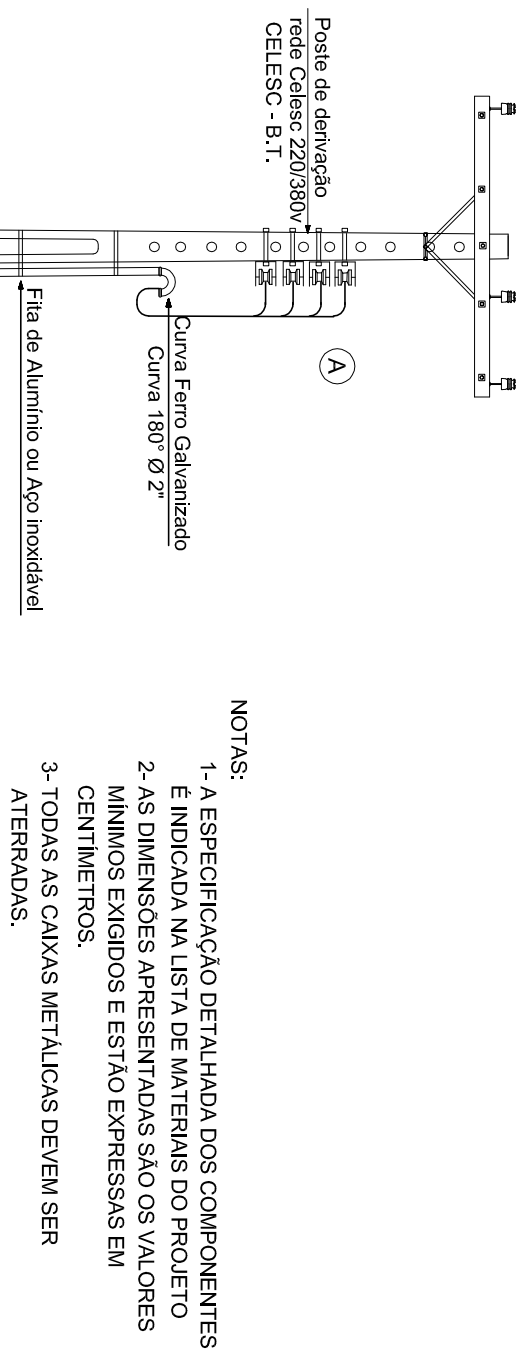 Poste de derivação
rede Celesc 220/380v
CELESC - B.T.
A
Curva Ferro Galvanizado
Curva 180° Ø 2"
Fita de Alumínio ou Aço inoxidável
NOTAS:
1- A ESPECIFICAÇÃO DETALHADA DOS COMPONENTES
É INDICADA NA LISTA DE MATERIAIS DO PROJETO
2- AS DIMENSÕES APRESENTADAS SÃO OS VALORES
MÍNIMOS EXIGIDOS E ESTÃO EXPRESSAS EM
CENTÍMETROS.
3- TODAS AS CAIXAS METÁLICAS DEVEM SER
ATERRADAS.